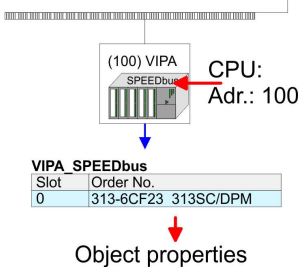 (100) VIPA
SPEEDbus
CPU:
Adr.: 100
VIPA_SPEEDbus
Slot Order No.
0 313-6CF23 313SC/DPM
Object properties